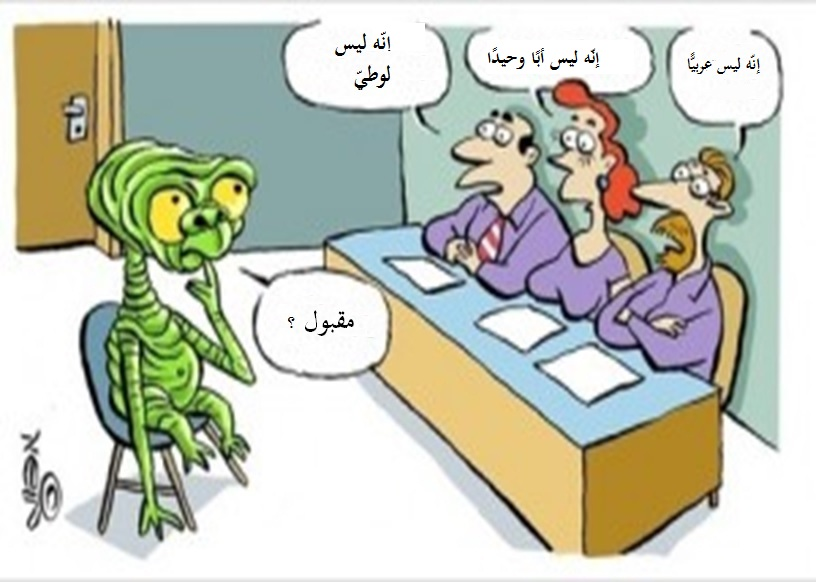 إنّه ليس عربيًّا
إنّه ليس أبًا وحيدًا
إنّه ليس
لوطيّ
مقبول ؟